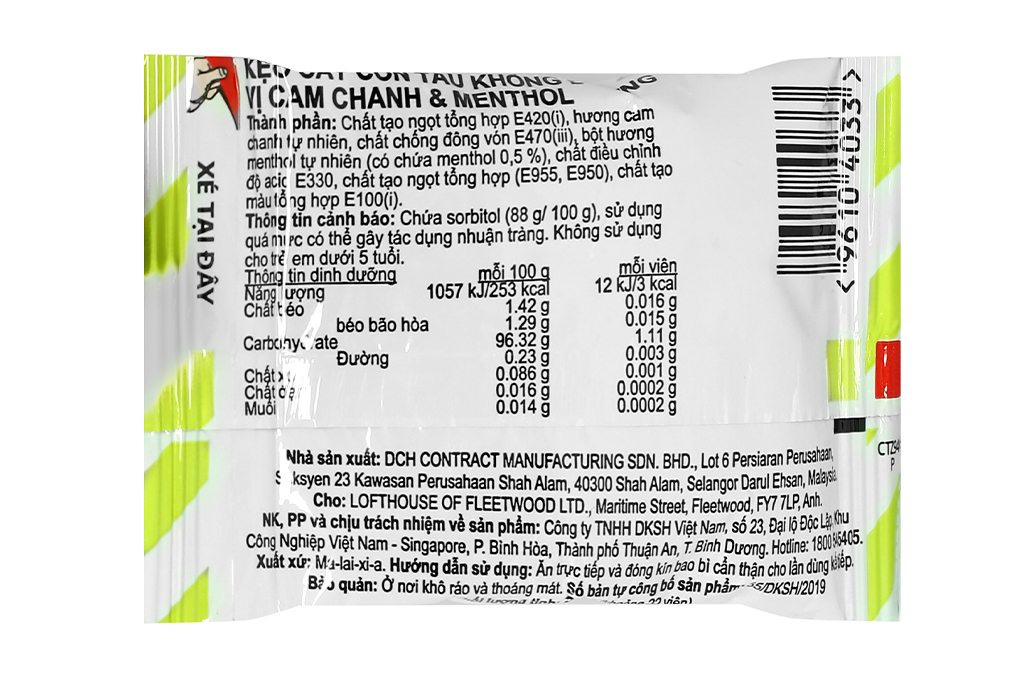 KẸO CAY CON TÀU KHÔNG
VỊ CAM CHANH & MENTHOL
Thành phần: Chất tạo ngọt tổng hợp E420(i), hương cam
chanh tự nhiên, chất chống đông vón E470(iii), bột hương
menthol tự nhiên (có chứa menthol 0,5 %), chất điều chỉnh
độ acid E330, chất tạo ngọt tổng hợp (E955, E950), chất tạo
màu tổng hợp E100(i).
Thông tin cảnh báo: Chứa sorbitol (88 g/ 100 g), sử dụng
quá mức có thể gây tác dụng nhuận tràng. Không sử dụng
cho trẻ em dưới 5 tuổi.
Thông tin dinh dưỡng mỗi 100 g mỗi viên
Năng lượng 1057 kJ/253 kcal 12 kJ/3 kcal
Chất béo 1.42 g 0.016 g
béo bão hòa 1.29 g 0.015 g
Carbohydrate 96.32 g 1.11 g
Đường 0.23 g 0.003 g
Chất xơ 0.086 g 0.001 g
Chất đạm 0.016 g 0.0002 g
Muối 0.014 g 0.0002 g
Nhà sản xuất: DCH CONTRACT MANUFACTURING SDN. BHD., Lot 6 Persiaran Perusahaan,
Seksyen 23 Kawasan Perusahaan Shah Alam, 40300 Shah Alam, Selangor Darul Ehsan, Malaysia.
Cho: LOFTHOUSE OF FLEETWOOD LTD., Maritime Street, Fleetwood, FY7 7LP, Anh.
NK, PP và chịu trách nhiệm về sản phẩm: Công ty TNHH DKSH Việt Nam, số 23, Đại lộ Độc Lập, Khu
Công Nghiệp Việt Nam - Singapore, P. Bình Hòa, Thành phố Thuận An, T. Bình Dương. Hotline: 1800 545405.
Xuất xứ: Ma-lai-xi-a. Hướng dẫn sử dụng: Ăn trực tiếp và đóng kín bao bì cẩn thận cho lần dùng kế tiếp.
Bảo quản: Ở nơi khô ráo và thoáng mát. Số bản tự công bố sản phẩm: /DKSH/2019
22 viên)
XÉ TẠI ĐÂY
< "9610"4033" >
P